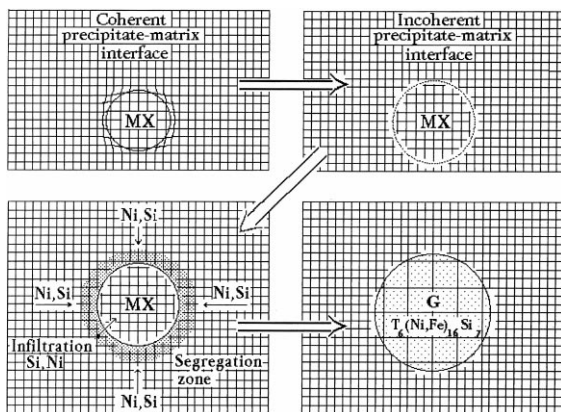 Coherent
precipitate-matrix
interface
MX
Incoherent
precipitate-matrix
interface
MX
Ni,Si
Ni,Si
MX
Ni,Si
Infiltration
Si,Ni
Segregation-
zone
Ni,Si
G
T6(Ni,Fe)16Si7